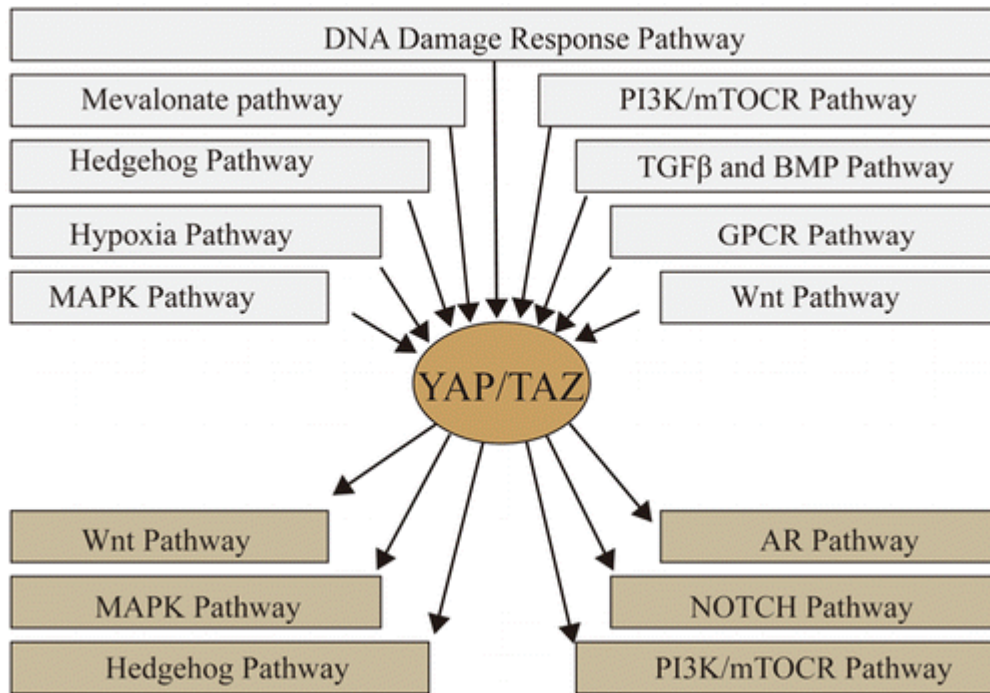 DNA Damage Response Pathway
Mevalonate pathway
PI3K/mTOCR Pathway
Hedgehog Pathway
TGFβ and BMP Pathway
Hypoxia Pathway
GPCR Pathway
MAPK Pathway
Wnt Pathway
YAP/TAZ
Wnt Pathway
AR Pathway
MAPK Pathway
NOTCH Pathway
Hedgehog Pathway
PI3K/mTOCR Pathway